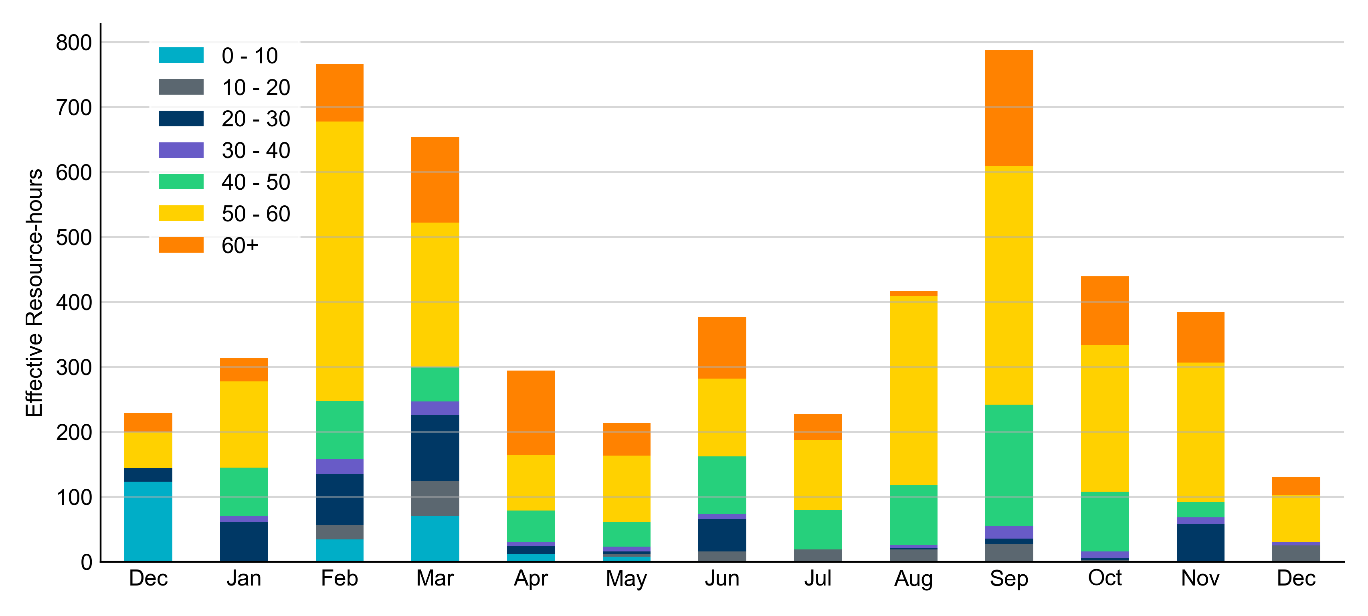 Effective Resource-hours
800
700
600
500
400
300
200
100
0
0 - 10
10 - 20
20 - 30
30 - 40
40 - 50
50 - 60
60+
Dec Jan Feb Mar Apr May Jun Jul Aug Sep Oct Nov Dec